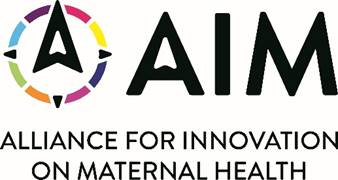 AIM
ALLIANCE FOR INNOVATION
ON MATERNAL HEALTH